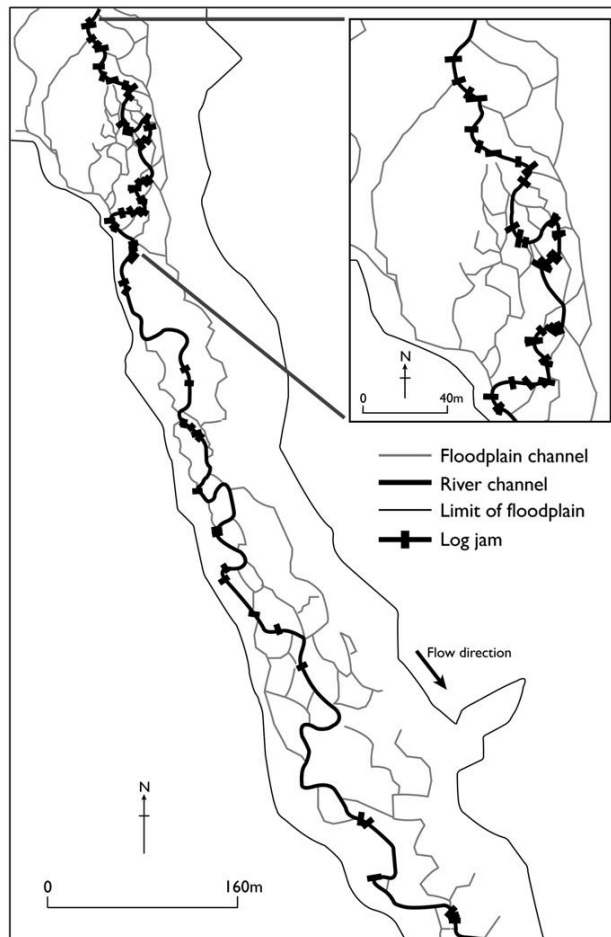 N
0 40m
Floodplain channel
River channel
Limit of floodplain
Log jam
Flow direction
N
0 160m